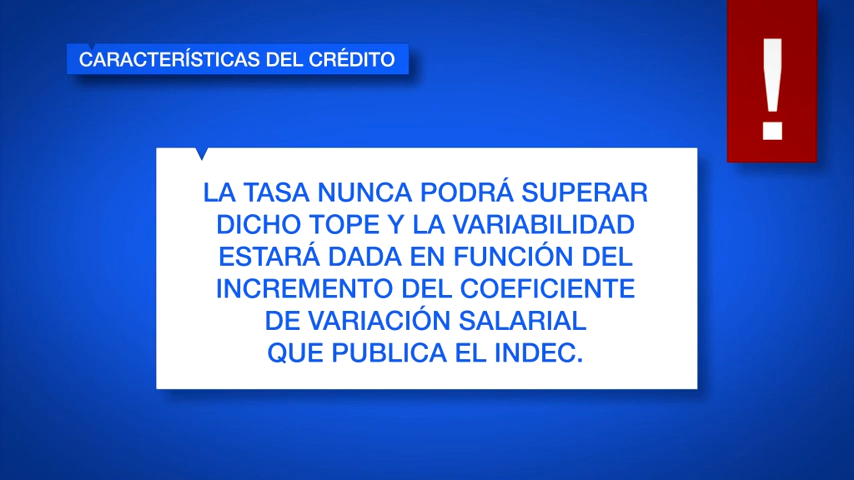 CARACTERÍSTICAS DEL CRÉDITO
!
LA TASA NUNCA PODRÁ SUPERAR
DICHO TOPE Y LA VARIABILIDAD
ESTARÁ DADA EN FUNCIÓN DEL
INCREMENTO DEL COEFICIENTE
DE VARIACIÓN SALARIAL
QUE PUBLICA EL INDEC.